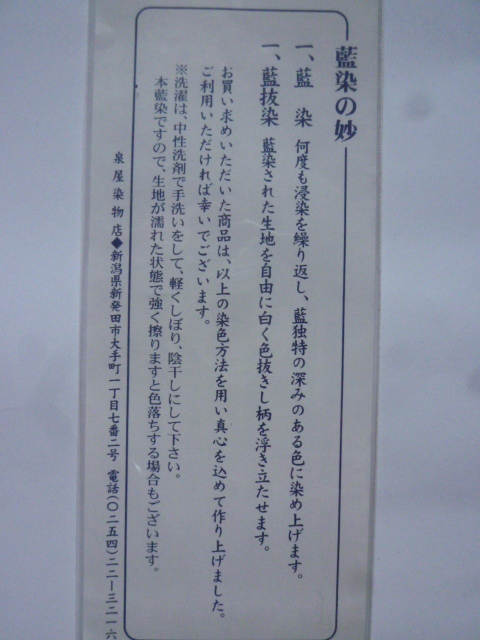 藍染の妙
一、藍　染　何度も浸染を繰り返し、藍独特の深みのある色に染め上げます。
一、藍抜染　藍染された生地を自由に白く色抜きし柄を浮き立たせます。
お買い求めいただいた商品は、以上の染色方法を用い真心を込めて作り上げました。
ご利用いただければ幸いでございます。
※洗濯は、中性洗剤で手洗いをして、軽くしぼり、陰干しにして下さい。
本藍染ですので、生地が濡れた状態で強く擦りますと色落ちする場合もございます。
泉屋染物店◆新潟県新発田市大手町一丁目七番二号　電話(〇二五四)二二―三二一六